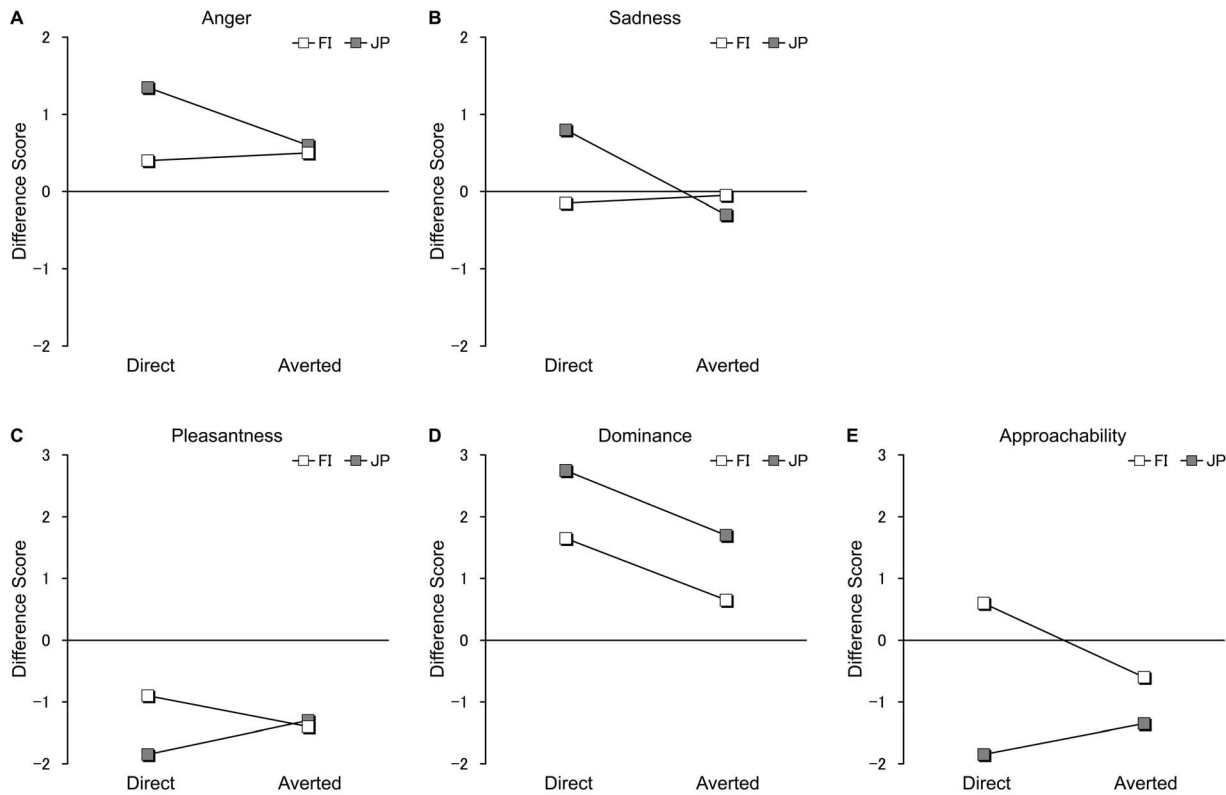 A
Anger
FI JP
2
1
0
−1
−2
Difference Score
Direct Averted
B
Sadness
FI JP
2
1
0
−1
−2
Difference Score
Direct Averted
C
Pleasantness
FI JP
3
2
1
0
−1
−2
Difference Score
Direct Averted
D
Dominance
FI JP
3
2
1
0
−1
−2
Difference Score
Direct Averted
E
Approachability
FI JP
3
2
1
0
−1
−2
Difference Score
Direct Averted